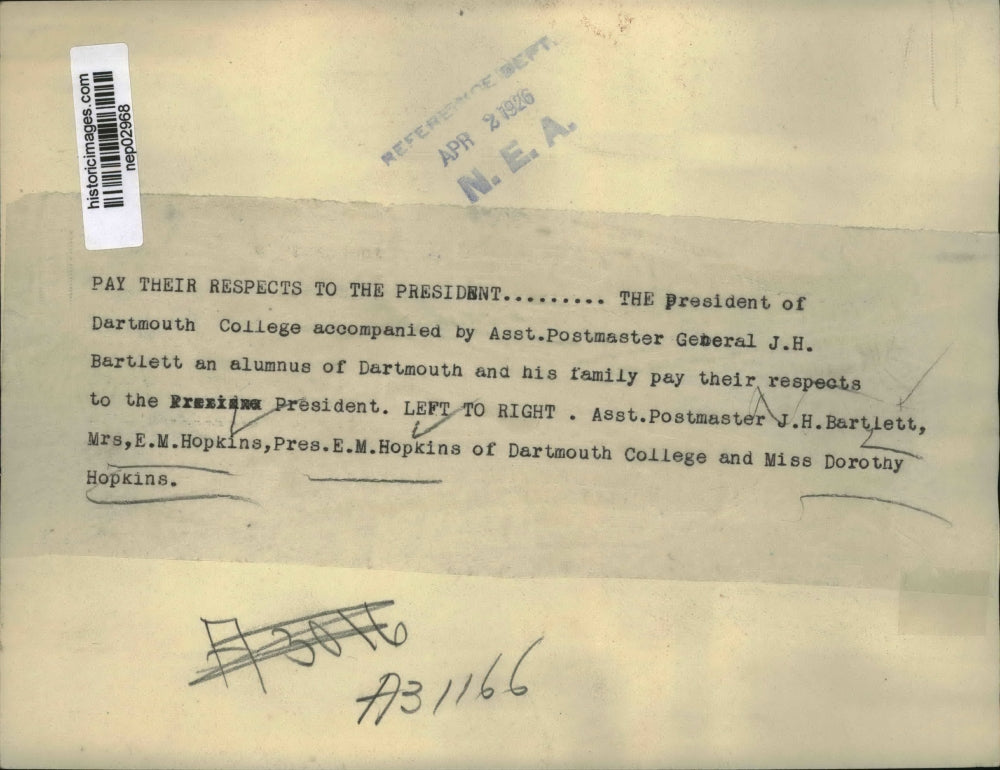 historicimages.com
nep02968
REFERENCE DEPT.
APR 21926
N. E. A.
PAY THEIR RESPECTS TO THE PRESIDENT......... THE president of
Dartmouth College accompanied by Asst.Postmaster General J.H.
Bartlett an alumnus of Dartmouth and his family pay their respects
to the President. LEFT TO RIGHT . Asst.Postmaster J.H.Bartlett,
Mrs,E.M.Hopkins,Pres.E.M.Hopkins of Dartmouth College and Miss Dorothy
Hopkins.
A3016
A31166